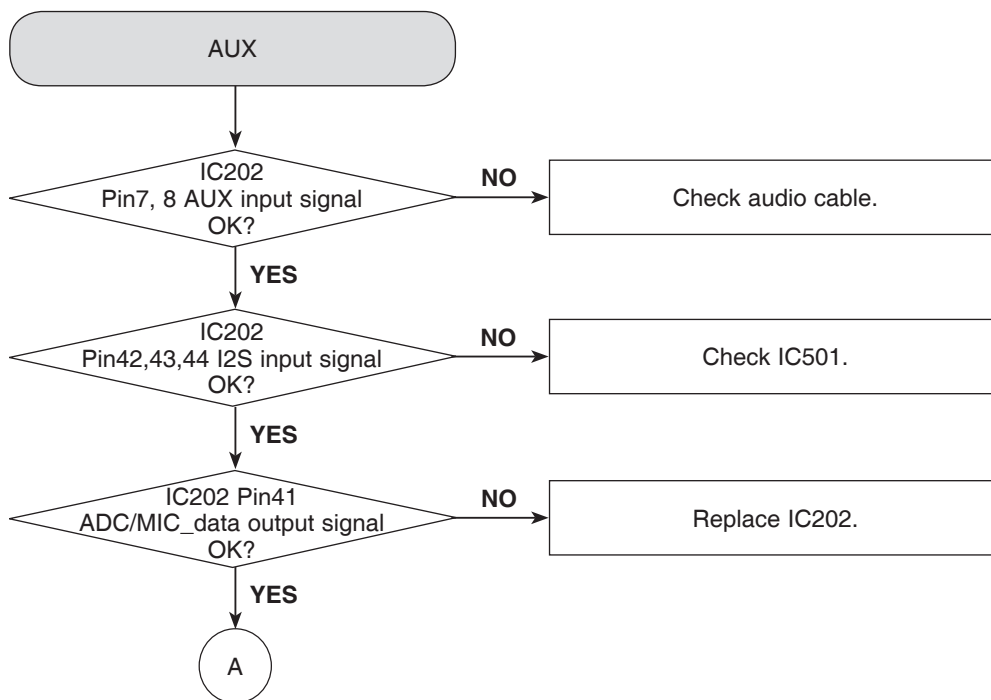 AUX
IC202
Pin7, 8 AUX input signal
OK?
NO
Check audio cable.
YES
IC202
Pin42,43,44 I2S input signal
OK?
NO
Check IC501.
YES
IC202 Pin41
ADC/MIC_data output signal
OK?
NO
Replace IC202.
YES
A